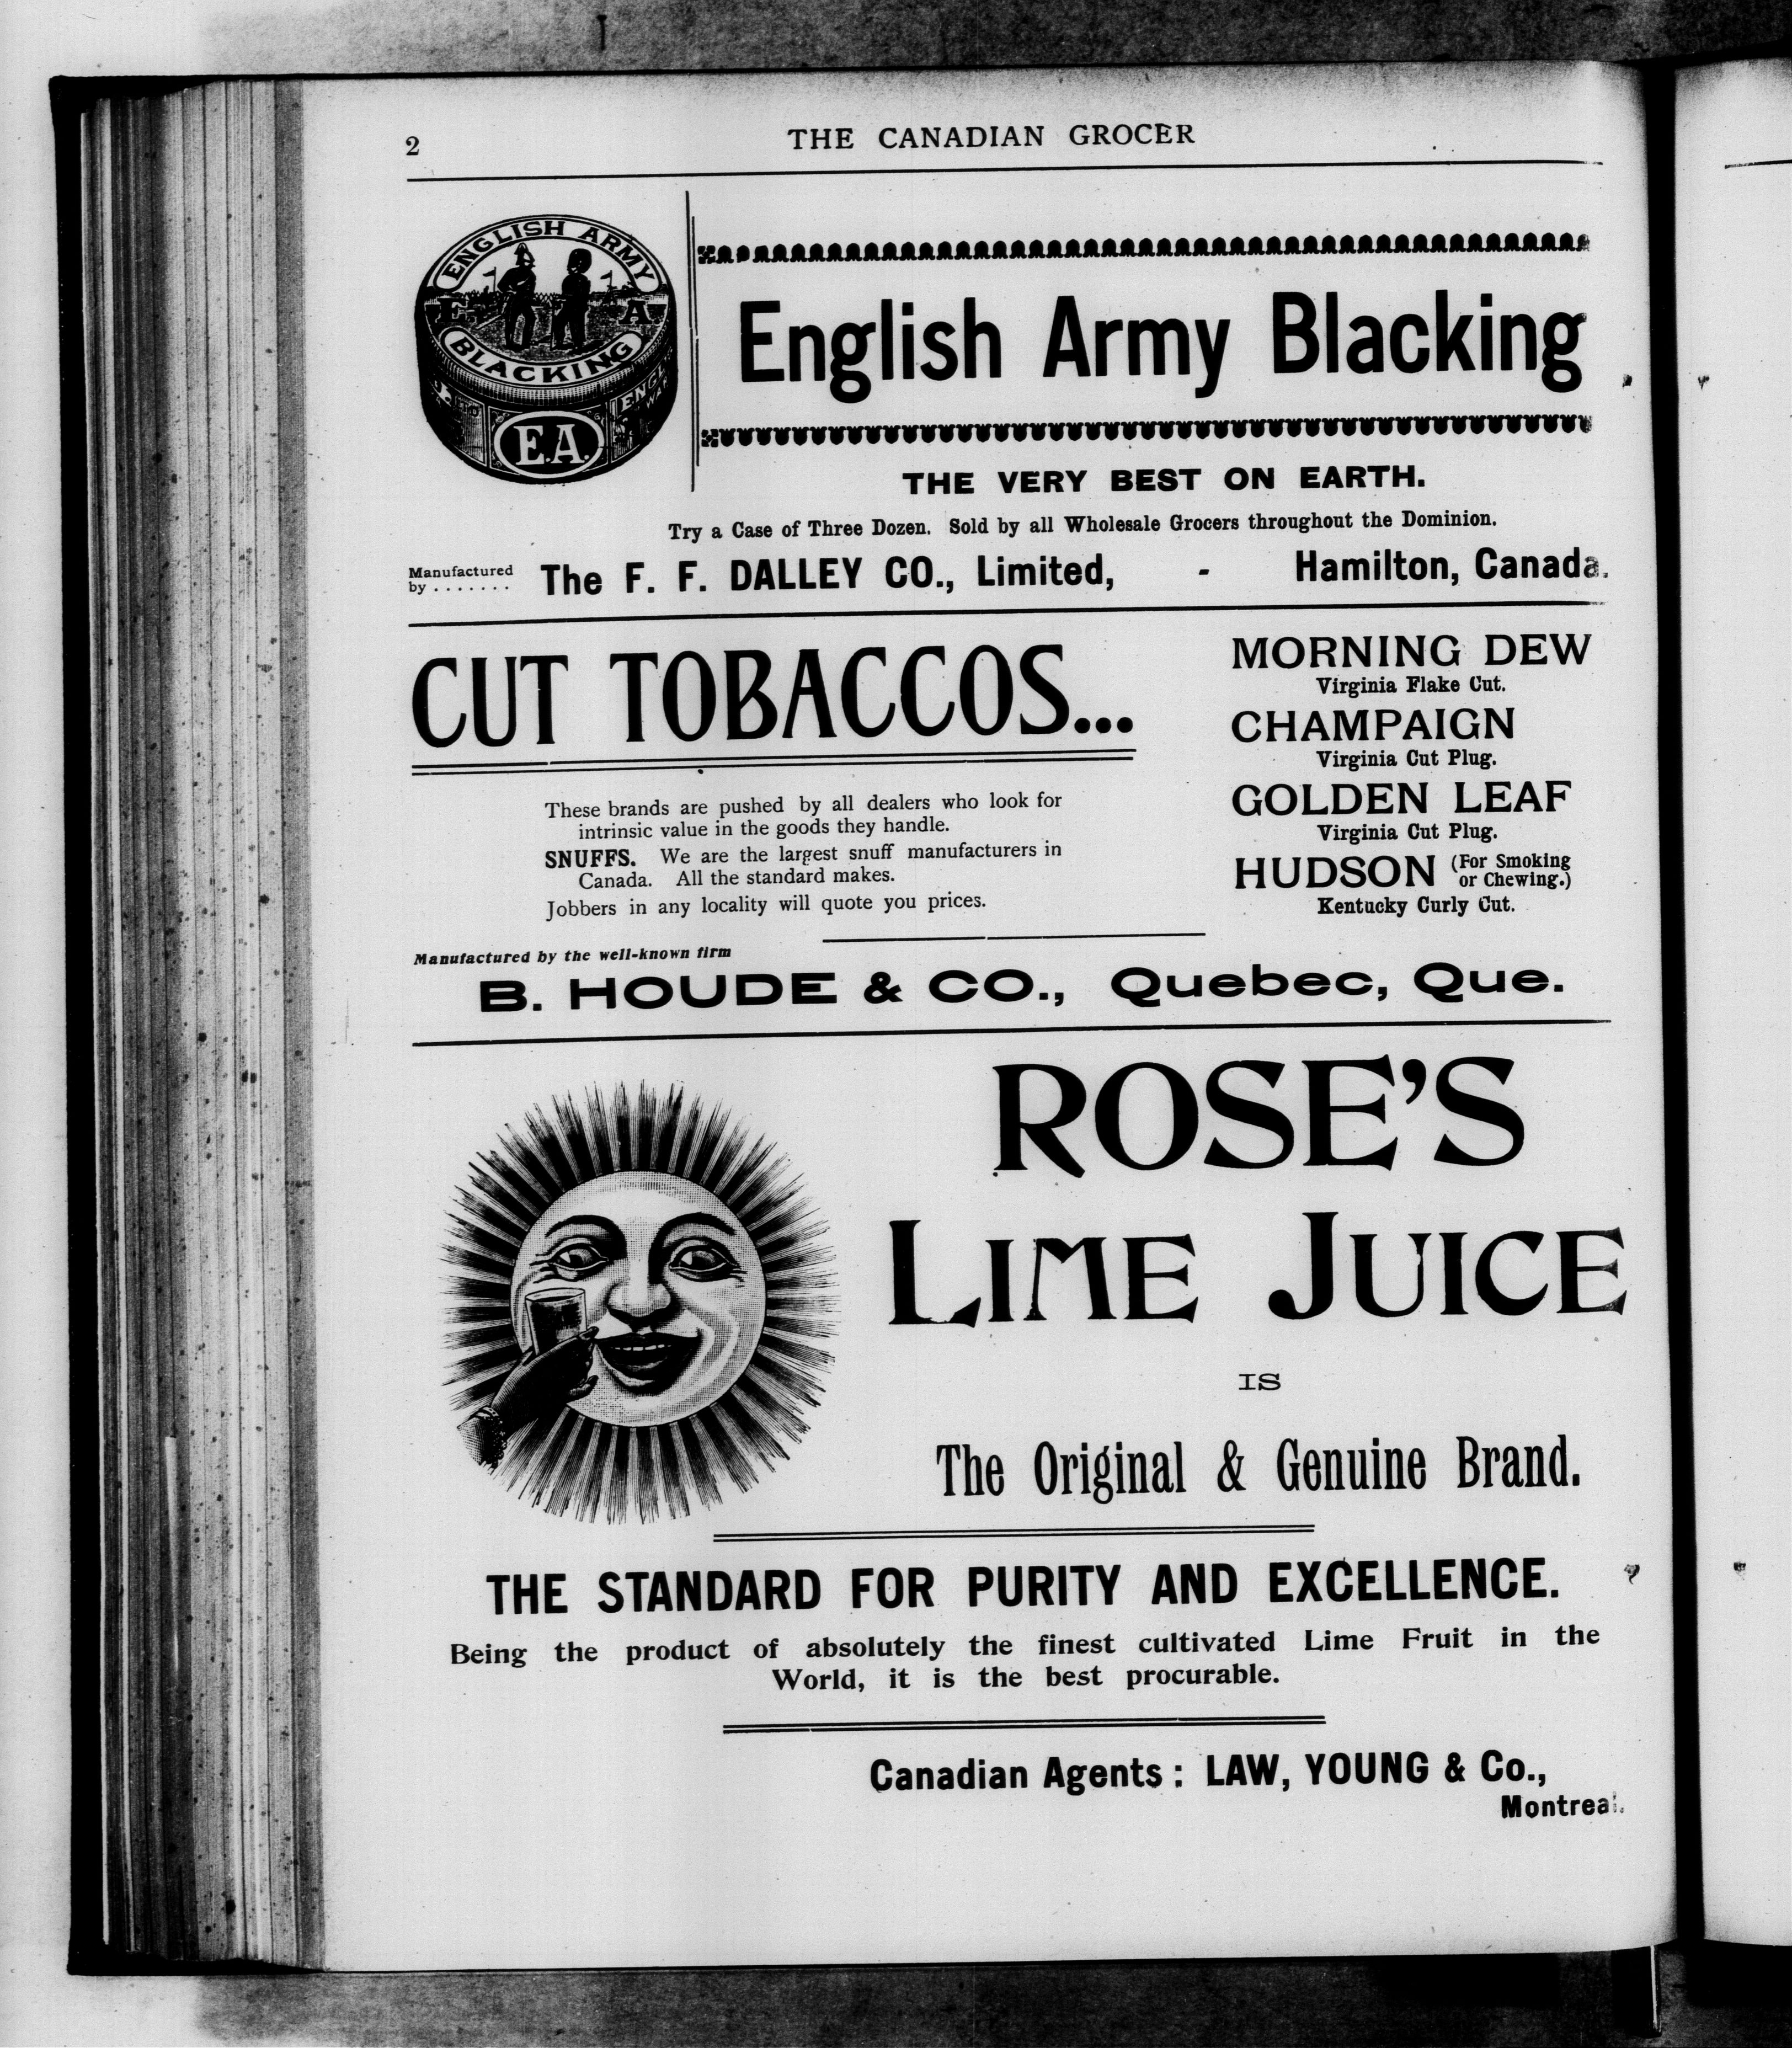 2
THE CANADIAN GROCER
ENGLISH ARMY
E. A
BLACKING
E.A.
English Army Blacking
THE VERY BEST ON EARTH.
Try a Case of Three Dozen. Sold by all Wholesale Grocers throughout the Dominion.
Manufactured
by ....... The F. F. DALLEY CO., Limited, - Hamilton, Canada.
CUT TOBACCOS...
These brands are pushed by all dealers who look for
intrinsic value in the goods they handle.
SNUFFS. We are the largest snuff manufacturers in
Canada. All the standard makes.
Jobbers in any locality will quote you prices.
MORNING DEW
Virginia Flake Cut.
CHAMPAIGN
Virginia Cut Plug.
GOLDEN LEAF
Virginia Cut Plug.
HUDSON (For Smoking
or Chewing.)
Kentucky Curly Cut.
Manufactured by the well-known firm
B. HOUDE & CO., Quebec, Que.
ROSE'S
LIME JUICE
IS
The Original & Genuine Brand.
THE STANDARD FOR PURITY AND EXCELLENCE.
Being the product of absolutely the finest cultivated Lime Fruit in the
World, it is the best procurable.
Canadian Agents: LAW, YOUNG & Co.,
Montreal.